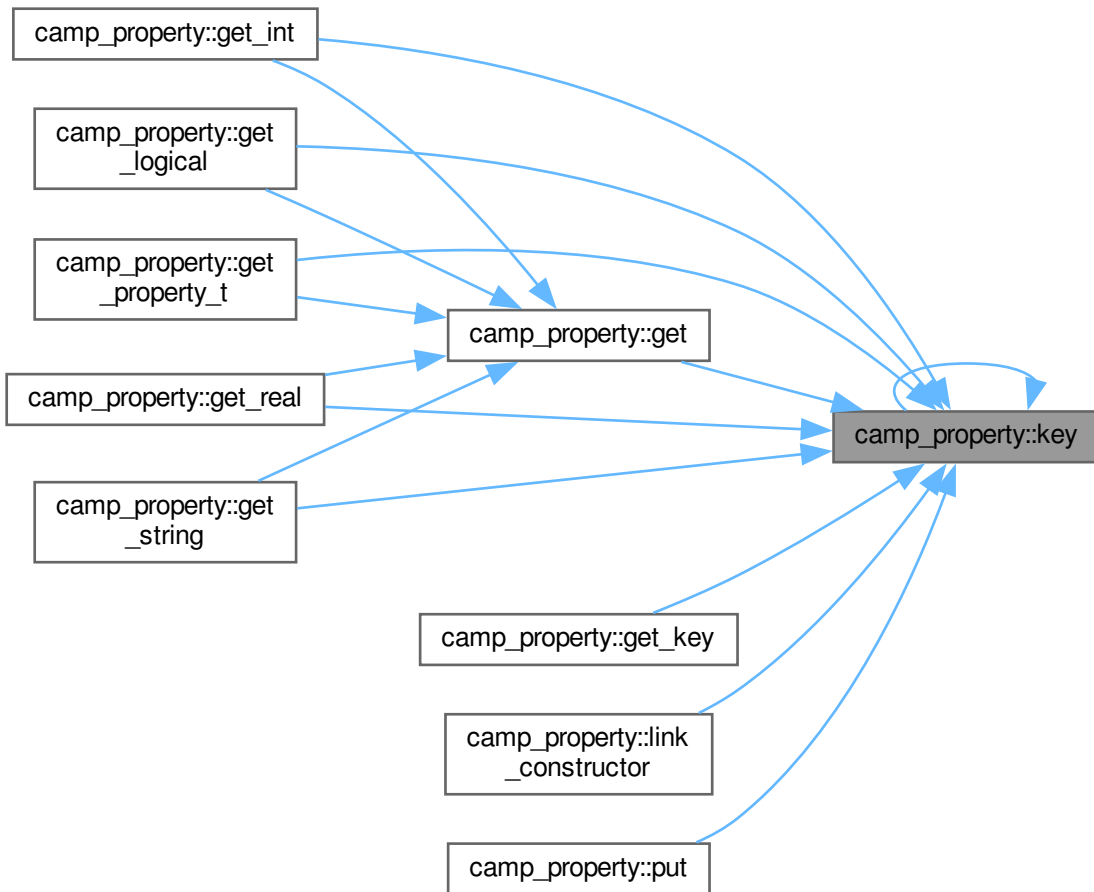 camp_property::get_int
camp_property::get
_logical
camp_property::get
_property_t
camp_property::get
camp_property::get_real
camp_property::key
camp_property::get
_string
camp_property::get_key
camp_property::link
_constructor
camp_property::put